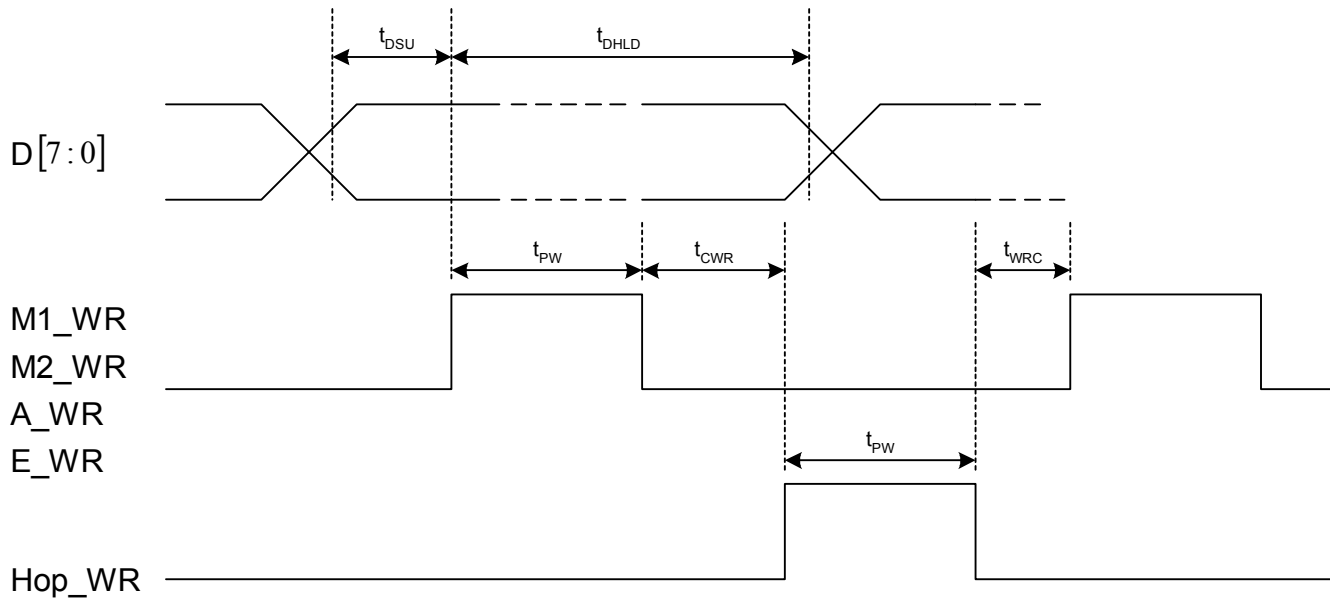 tDSU
tDHLD
D[7:0]
tPW
tCWR
tWRC
M1_WR
M2_WR
A_WR
E_WR
tPW
Hop_WR